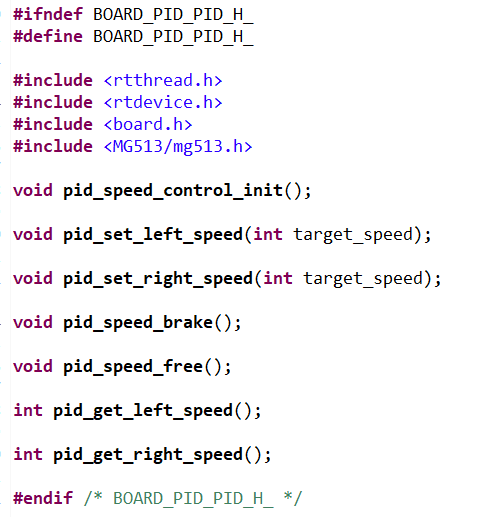 #ifndef BOARD_PID_PID_H_
#define BOARD_PID_PID_H_
#include <rtthread.h>
#include <rtdevice.h>
#include <board.h>
#include <MG513/mg513.h>
void pid_speed_control_init();
void pid_set_left_speed(int target_speed);
void pid_set_right_speed(int target_speed);
void pid_speed_brake();
void pid_speed_free();
int pid_get_left_speed();
int pid_get_right_speed();
#endif /* BOARD_PID_PID_H_ */